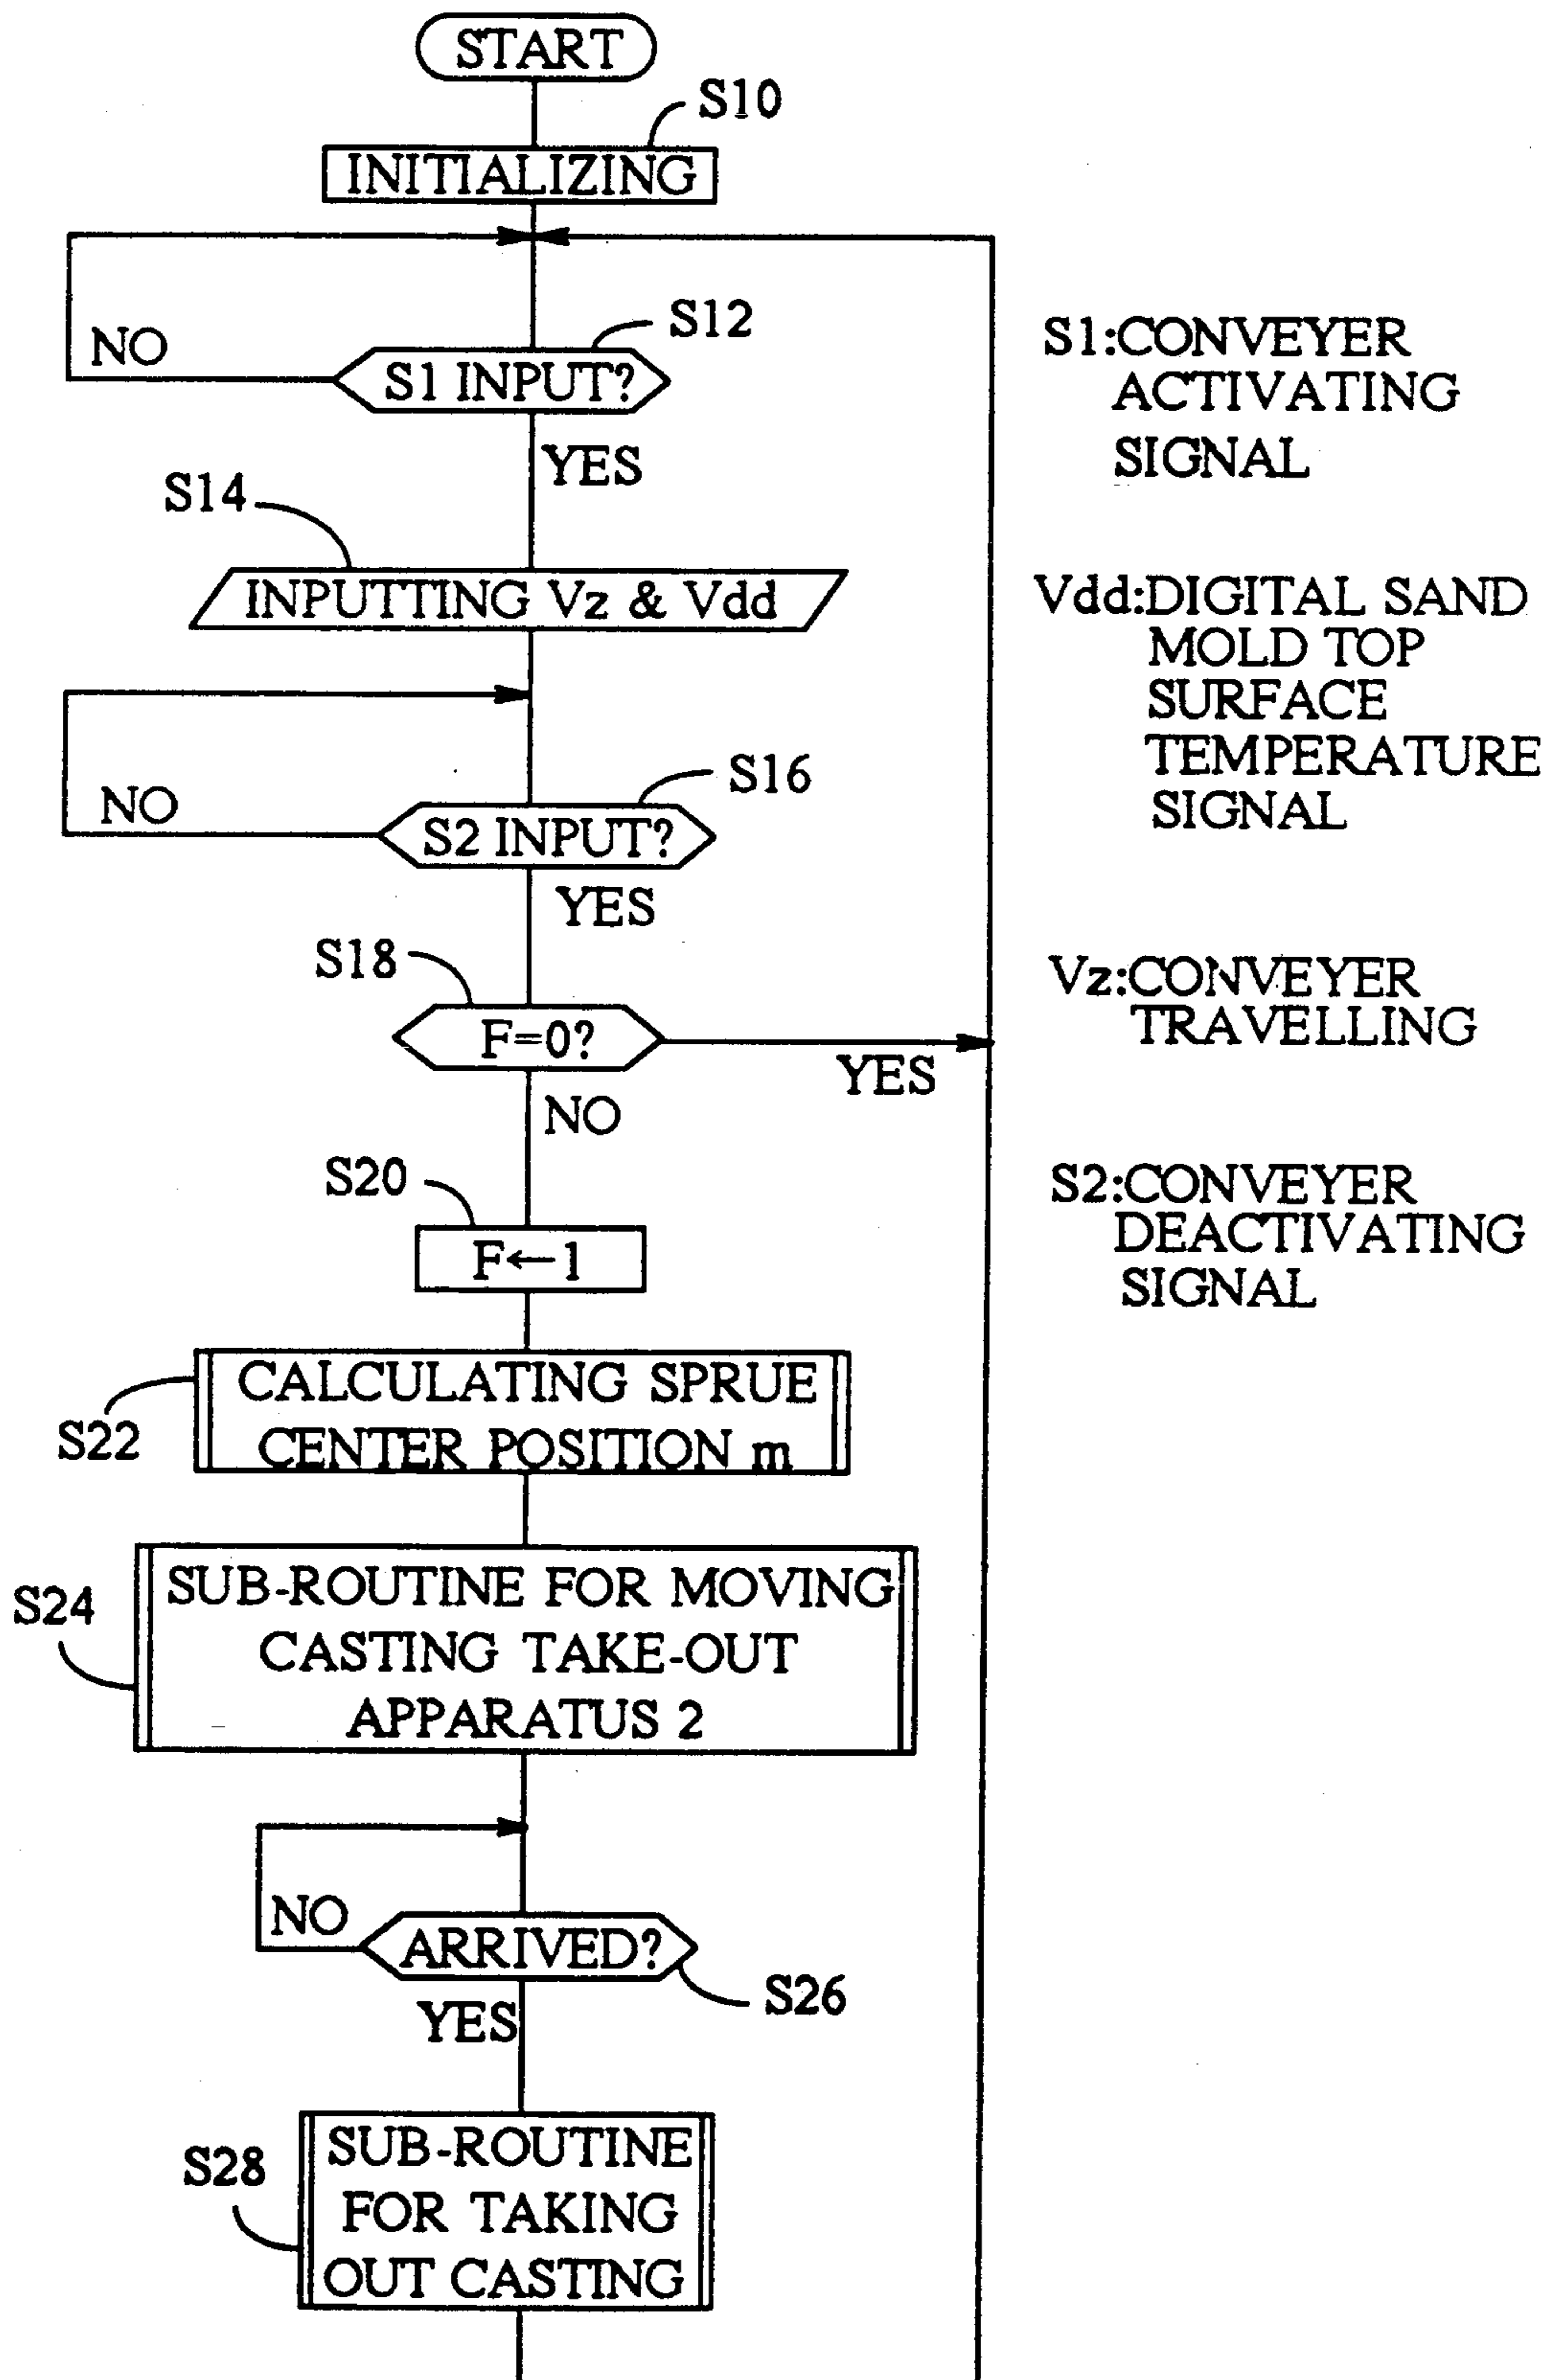 START
S10
INITIALIZING
S12
NO
S1 INPUT?
YES
S14
INPUTTING Vz & Vdd
S16
NO
S2 INPUT?
YES
S18
F=0?
YES
NO
S20
F←1
CALCULATING SPRUE
CENTER POSITION m
S22
SUB-ROUTINE FOR MOVING
CASTING TAKE-OUT
APPARATUS 2
S24
NO
ARRIVED?
S26
YES
SUB-ROUTINE
FOR TAKING
OUT CASTING
S28
S1:CONVEYER
ACTIVATING
SIGNAL
Vdd:DIGITAL SAND
MOLD TOP
SURFACE
TEMPERATURE
SIGNAL
Vz:CONVEYER
TRAVELLING
S2:CONVEYER
DEACTIVATING
SIGNAL